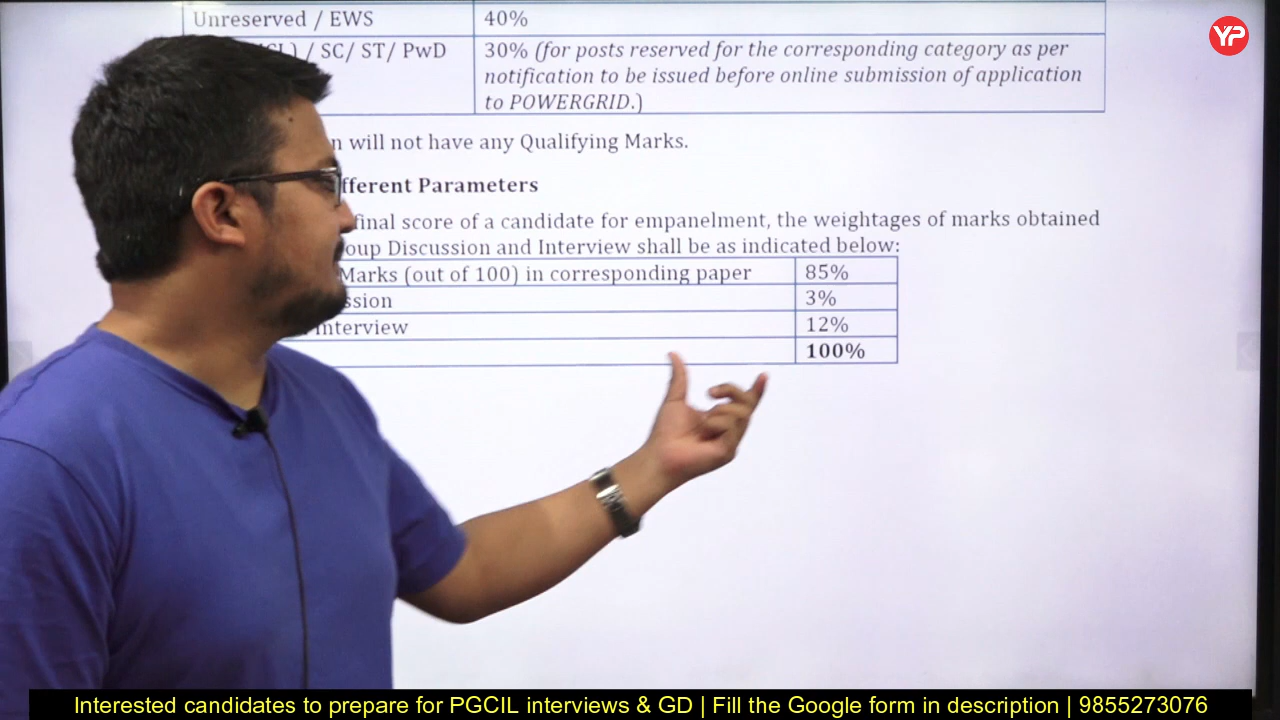 Unreserved / EWS 40%
YP
/ SC/ ST/ PwD 30% (for posts reserved for the corresponding category as per
notification to be issued before online submission of application
to POWERGRID.)
will not have any Qualifying Marks.
fferent Parameters
final score of a candidate for empanelment, the weightages of marks obtained
oup Discussion and Interview shall be as indicated below:
Marks (out of 100) in corresponding paper 85%
ssion 3%
Interview 12%
100%
Interested candidates to prepare for PGCIL interviews & GD | Fill the Google form in description | 9855273076